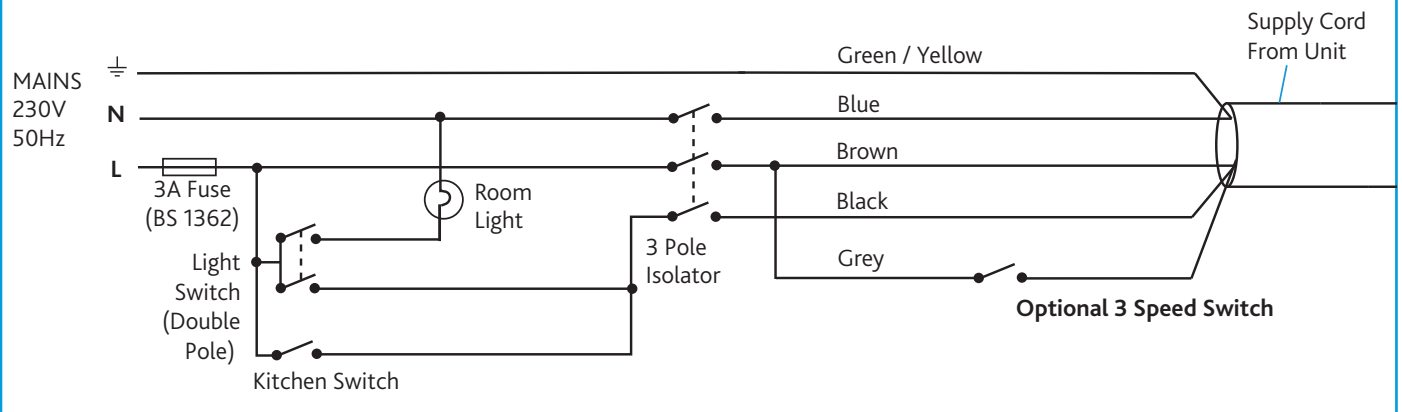 Supply Cord
From Unit
Green / Yellow
MAINS
230V
50Hz
N
Blue
L
Brown
3A Fuse
(BS 1362)
Room
Light
Black
3 Pole
Isolator
Light
Switch
(Double
Pole)
Grey
Optional 3 Speed Switch
Kitchen Switch